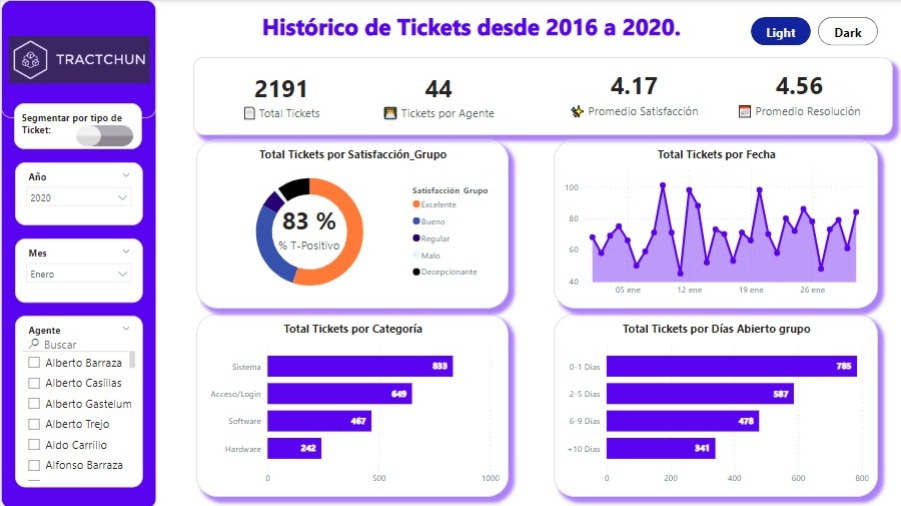 Histórico de Tickets desde 2016 a 2020.
Light
Dark
TRACTCHUN
Segmentar por tipo de
Ticket:
Año
2020
Mes
Enero
Agente
Buscar
Alberto Barraza
Alberto Casillas
Alberto Gastelum
Alberto Trejo
Aldo Carrillo
Alfonso Barraza
2191
Total Tickets
44
Tickets por Agente
4.17
Promedio Satisfacción
4.56
Promedio Resolución
Total Tickets por Satisfacción_Grupo
83 %
% T-Positivo
Satisfacción Grupo
Excelente
Bueno
Regular
Malo
Decepcionante
Total Tickets por Fecha
100
80
60
40
05 ene
12 ene
19 ene
26 ene
Total Tickets por Categoría
Sistema
833
Acceso/Login
649
Software
467
Hardware
242
0
500
1000
Total Tickets por Días Abierto grupo
0-1 Dias
785
2-5 Dias
587
6-9 Dias
478
+10 Dias
341
0
200
400
600
800